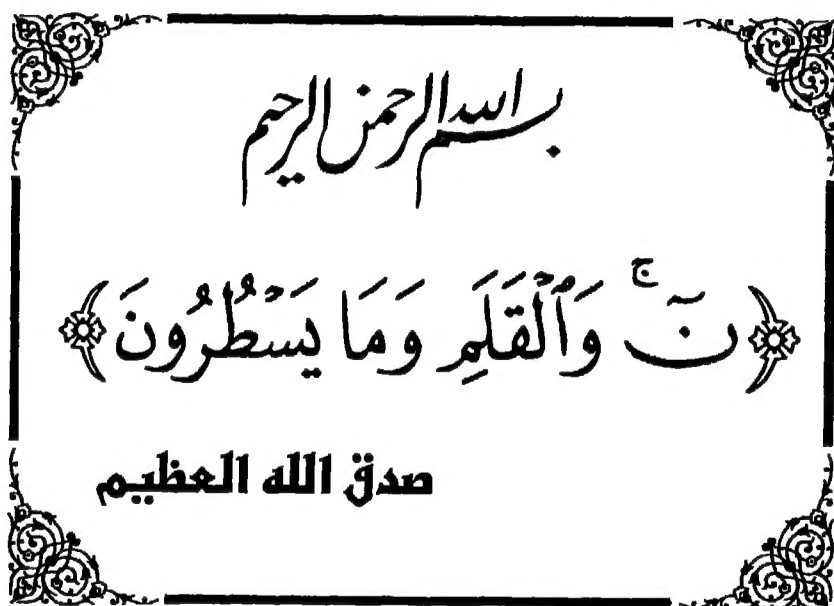 بسم الله الرحمن الرحيم
﴿نٓ ۚ وَٱلْقَلَمِ وَمَا يَسْطُرُونَ﴾
صدق الله العظيم